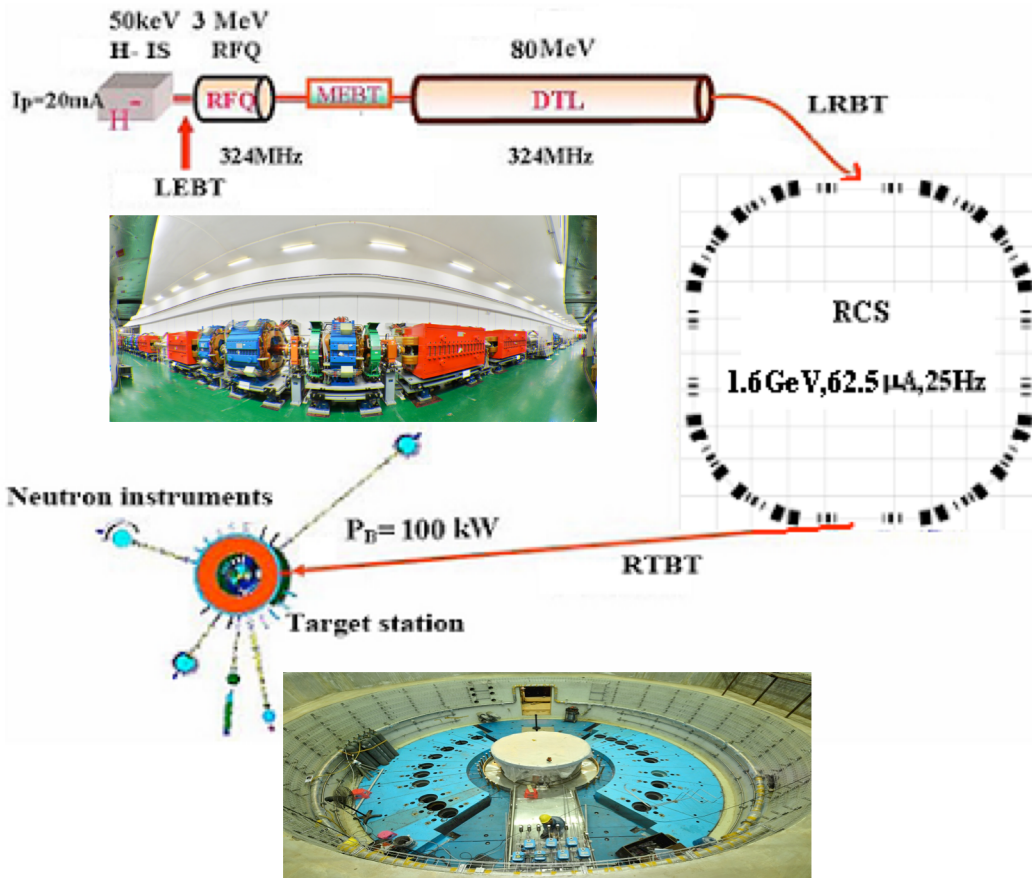 50keV 3 MeV
H- IS RFQ
80MeV
Ip=20mA
-
H
RFQ
MEBT
DTL
LRBT
324MHz
324MHz
LEBT
RCS
1.6GeV,62.5μA,25Hz
Neutron instruments
PB= 100 kW
RTBT
Target station